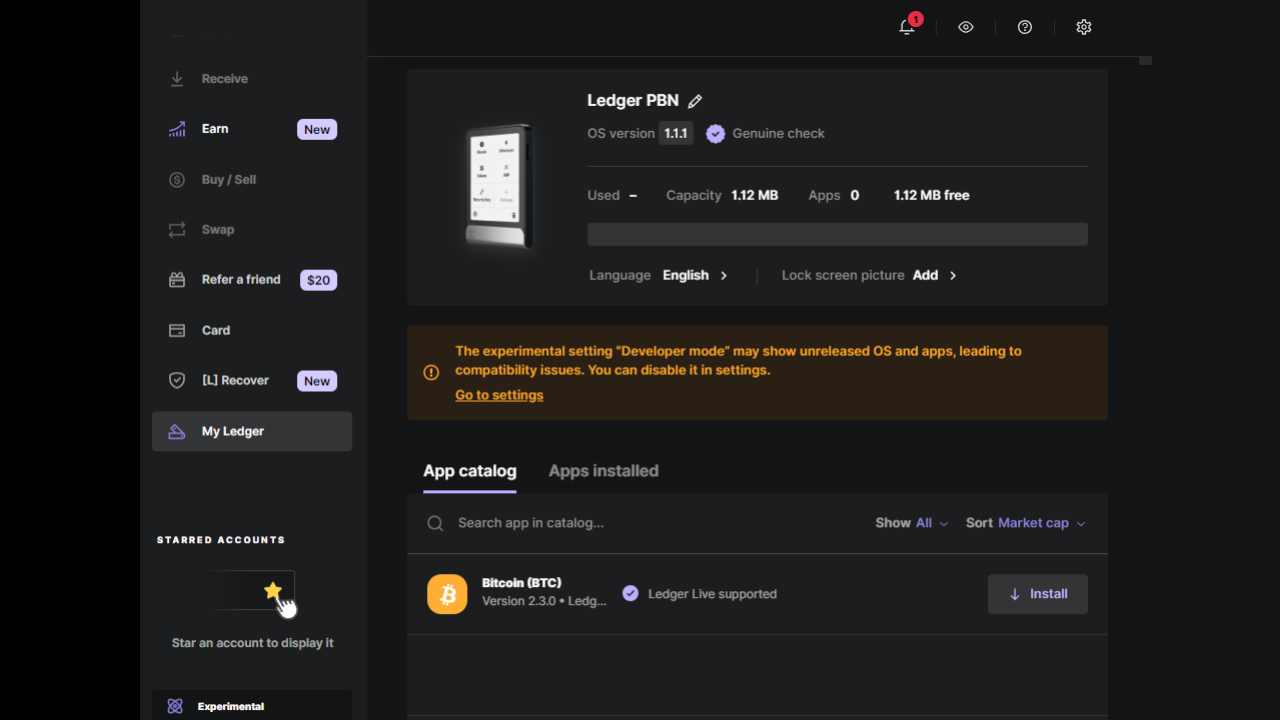 1
Receive
Earn New
Buy / Sell
Swap
Refer a friend $20
Card
[L] Recover New
My Ledger
STARRED ACCOUNTS
Star an account to display it
Experimental
Ledger PBN
OS version 1.1.1 Genuine check
Used – Capacity 1.12 MB Apps 0 1.12 MB free
Language English Lock screen picture Add
The experimental setting “Developer mode” may show unreleased OS and apps, leading to
compatibility issues. You can disable it in settings.
Go to settings
App catalog Apps installed
Search app in catalog... Show All Sort Market cap
Bitcoin (BTC)
Version 2.3.0 • Ledg... Ledger Live supported Install